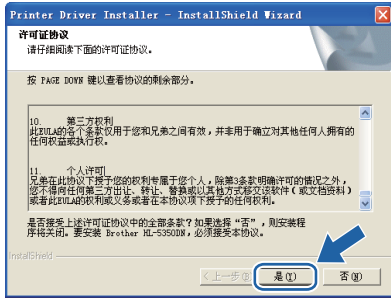 Printer Driver Installer - InstallShield Wizard
许可证协议
请仔细阅读下面的许可证协议。
按 PAGE DOWN 键以查看协议的剩余部分。
10. 第三方权利
此EULA的各个条款仅用于您和兄弟之间有效，并非用于确立对其他任何人拥有的
任何权益或执行权。
11. 个人许可
兄弟在此协议下授予您的权利专属于您个人，除第3条款明确许可的情况之外，
您不得向任何第三方出让、转让、替换或以其他方式移交该软件（或文档资料）
或者此EULA的权利或义务或者在本协议项下授予的任何权利。
是否接受上述许可证协议中的全部条款？如果选择“否”，则安装程
序将关闭。要安装 Brother HL-5350DN，必须接受本协议。
InstallShield
< 上一步(B) 是(Y) 否(N)